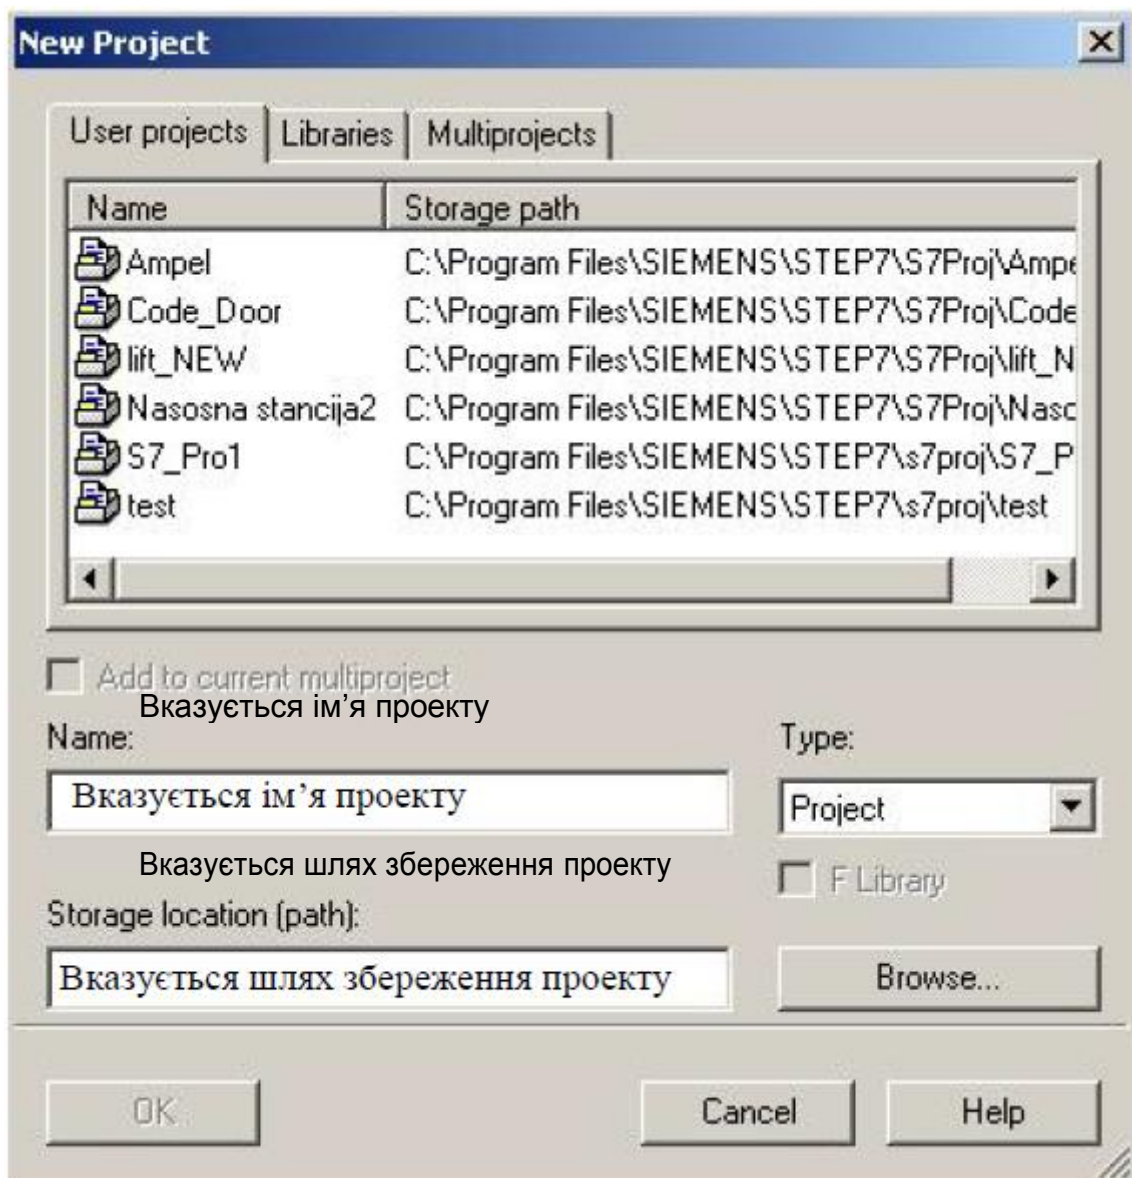 New Project
User projects Libraries Multiprojects
Name Storage path
Ampel C:\Program Files\SIEMENS\STEP7\S7Proj\Ampe
Code_Door C:\Program Files\SIEMENS\STEP7\S7Proj\Code
lift_NEW C:\Program Files\SIEMENS\STEP7\S7Proj\lift_N
Nasosna stancija2 C:\Program Files\SIEMENS\STEP7\S7Proj\Naso
S7_Pro1 C:\Program Files\SIEMENS\STEP7\s7proj\S7_P
test C:\Program Files\SIEMENS\STEP7\s7proj\test
Add to current multiproject
Вказується ім’я проекту
Name: Type:
Вказується ім’я проекту Project
Вказується шлях збереження проекту
F Library
Storage location (path):
Вказується шлях збереження проекту Browse...
OK Cancel Help